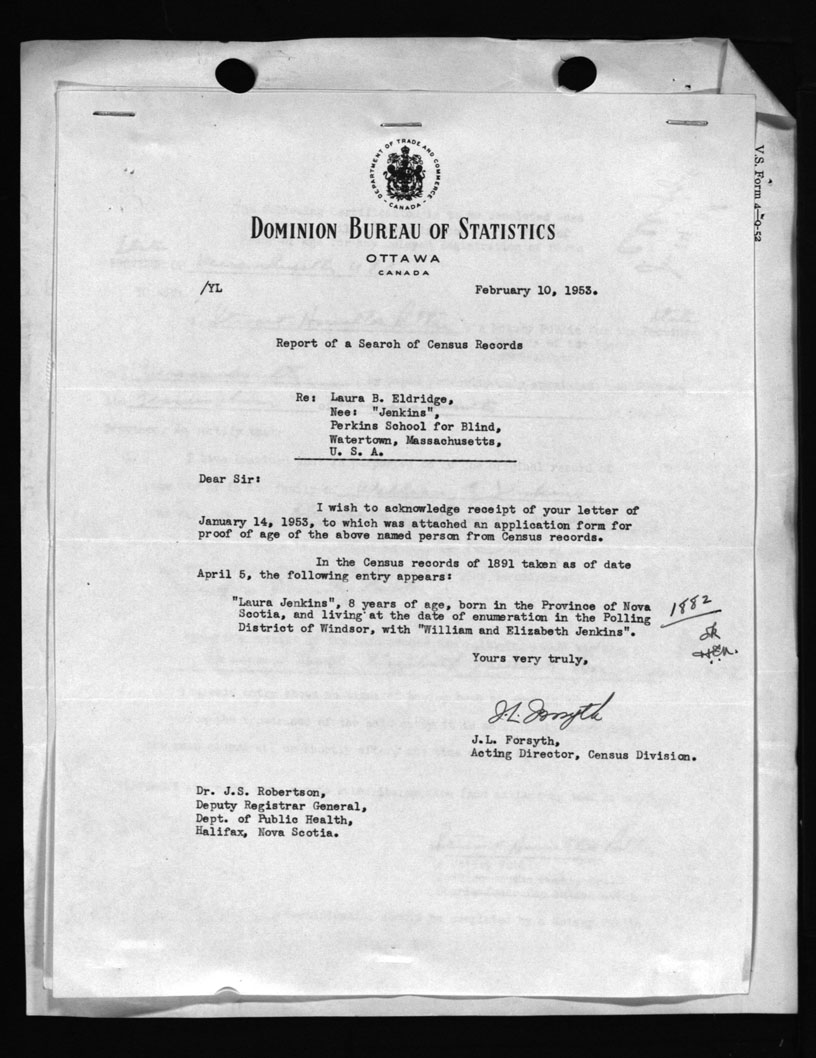 V.S. Form 4—9-52
DEPARTMENT OF TRADE AND COMMERCE
- CANADA -
DOMINION BUREAU OF STATISTICS
OTTAWA
CANADA
/YL
February 10, 1953.
Report of a Search of Census Records
Re: Laura B. Eldridge,
Nee: "Jenkins",
Perkins School for Blind,
Watertown, Massachusetts,
U. S. A.
Dear Sir:
I wish to acknowledge receipt of your letter of
January 14, 1953, to which was attached an application form for
proof of age of the above named person from Census records.
In the Census records of 1891 taken as of date
April 5, the following entry appears:
"Laura Jenkins", 8 years of age, born in the Province of Nova
Scotia, and living at the date of enumeration in the Polling
District of Windsor, with "William and Elizabeth Jenkins".
1882
ok
Yours very truly,
J.L. Forsyth
J.L. Forsyth,
Acting Director, Census Division.
Dr. J.S. Robertson,
Deputy Registrar General,
Dept. of Public Health,
Halifax, Nova Scotia.